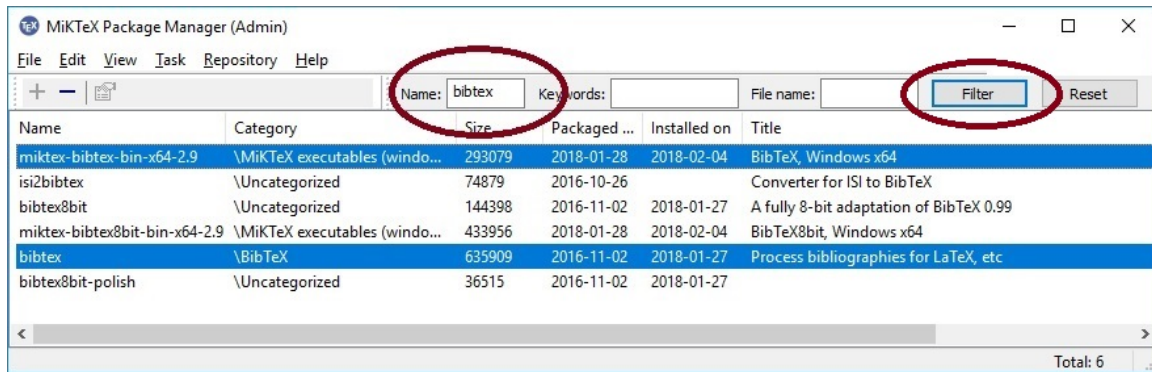 TEX MiKTeX Package Manager (Admin)
File Edit View Task Repository Help
Name: bibtex Keywords: File name: Filter Reset
Name Category Size Packaged ... Installed on Title
miktex-bibtex-bin-x64-2.9 \MiKTeX executables (windo... 293079 2018-01-28 2018-02-04 BibTeX, Windows x64
isi2bibtex \Uncategorized 74879 2016-10-26 Converter for ISI to BibTeX
bibtex8bit \Uncategorized 144398 2016-11-02 2018-01-27 A fully 8-bit adaptation of BibTeX 0.99
miktex-bibtex8bit-bin-x64-2.9 \MiKTeX executables (windo... 433956 2018-01-28 2018-02-04 BibTeX8bit, Windows x64
bibtex \BibTeX 635909 2016-11-02 2018-01-27 Process bibliographies for LaTeX, etc
bibtex8bit-polish \Uncategorized 36515 2016-11-02 2018-01-27
Total: 6